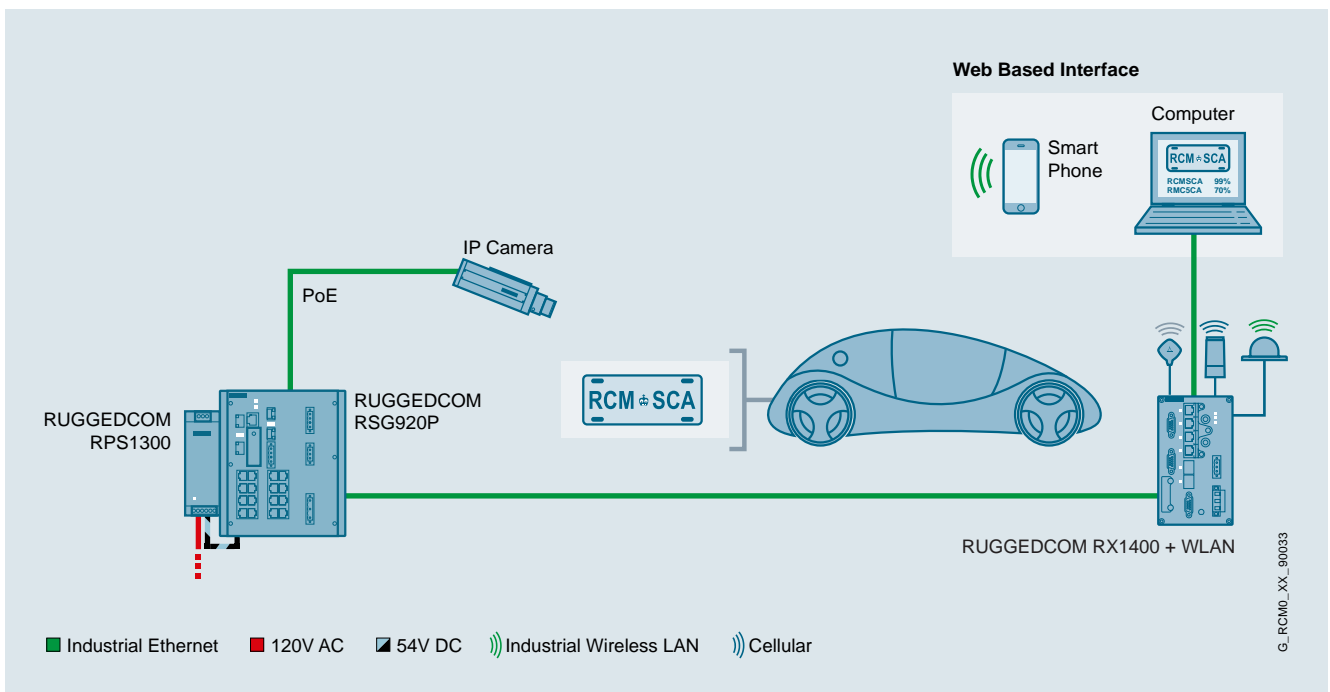 Web Based Interface
Computer
Smart
Phone
RCM SCA
RCMSCA 99%
RMC5CA 70%
IP Camera
PoE
RUGGEDCOM
RPS1300
RUGGEDCOM
RSG920P
RCM SCA
RUGGEDCOM RX1400 + WLAN
G_RCM0_XX_90033
Industrial Ethernet
120V AC
54V DC
Industrial Wireless LAN
Cellular